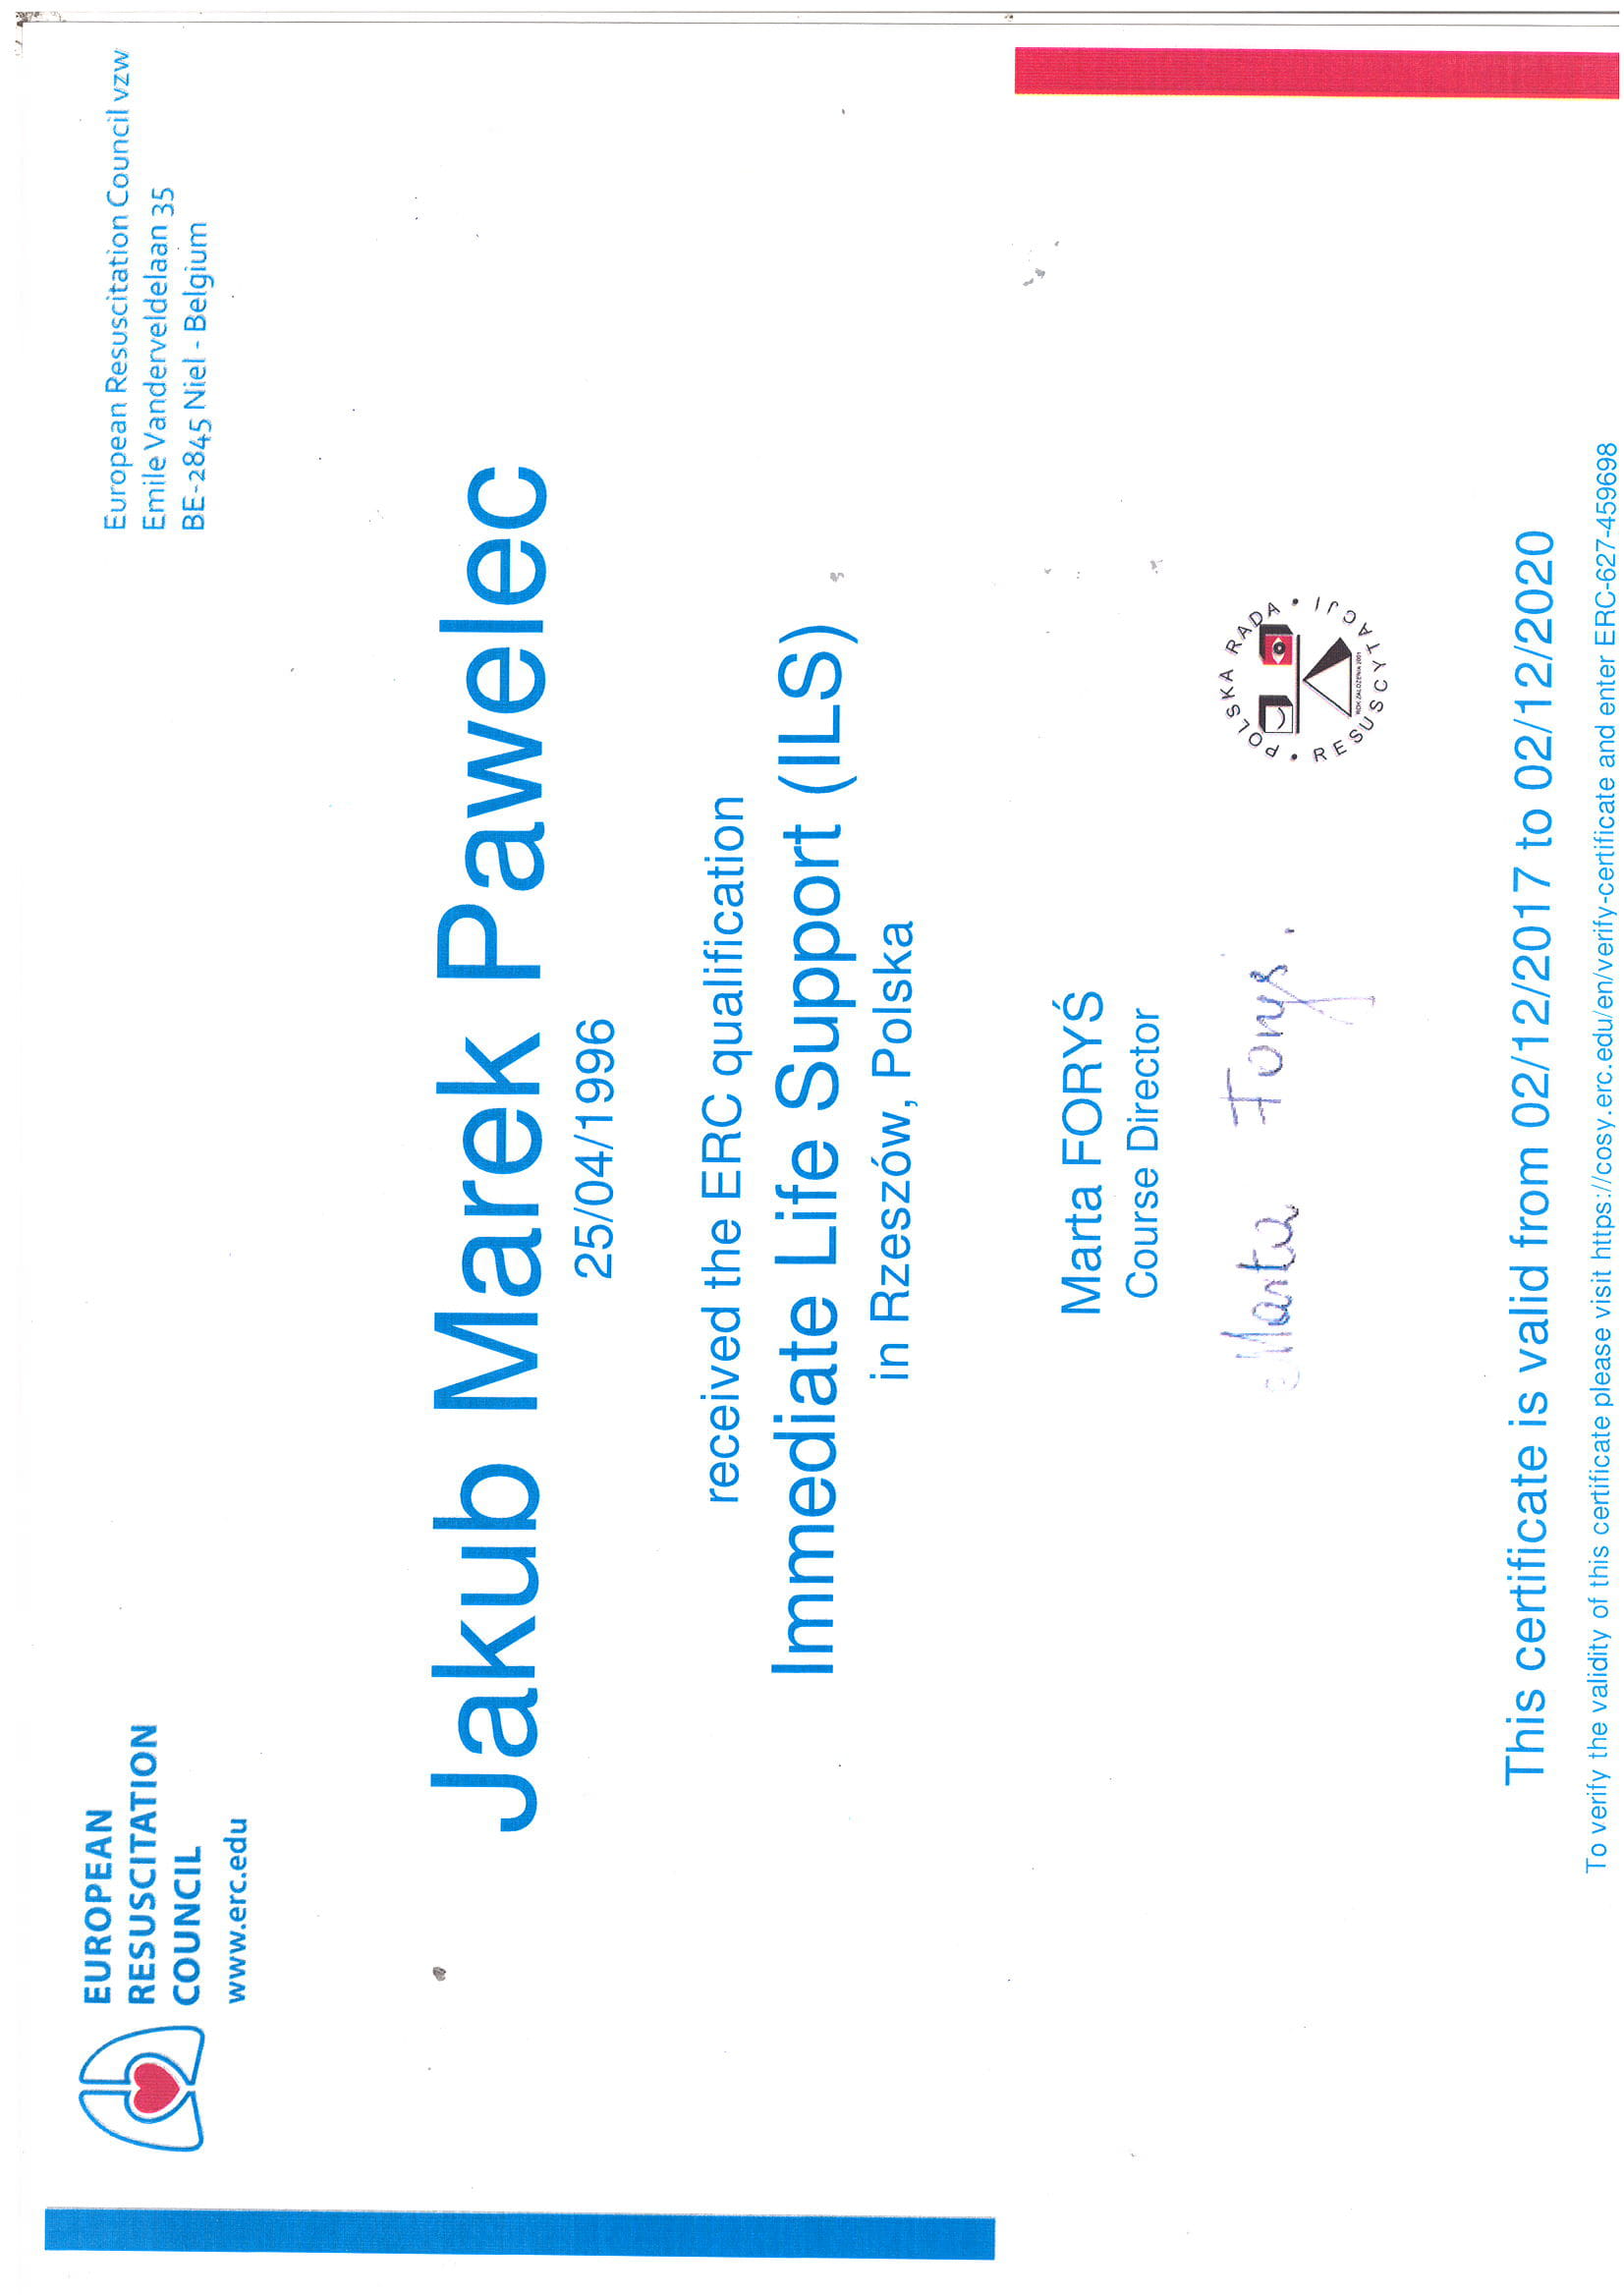 EUROPEAN
RESUSCITATION
COUNCIL
www.erc.edu
European Resuscitation Council vzw
Emile Vanderveldelaan 35
BE-2845 Niel - Belgium
Jakub Marek Pawelec
25/04/1996
received the ERC qualification
Immediate Life Support (ILS)
in Rzeszów, Polska
Marta FORYŚ
Course Director
Marta Foryś.
POLSKA RADA
RESUSCYTACJI
ROK ZAŁOŻENIA 2001
This certificate is valid from 02/12/2017 to 02/12/2020
To verify the validity of this certificate please visit https://cosy.erc.edu/en/verify-certificate and enter ERC-627-459698